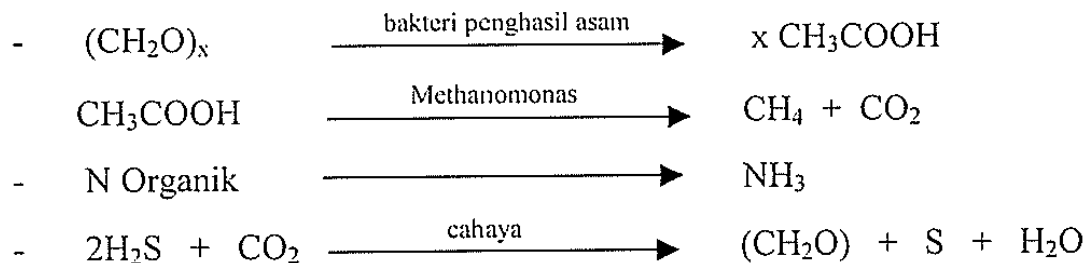 - (CH₂O)ₓ bakteri penghasil asam x CH₃COOH
CH₃COOH Methanomonas CH₄ + CO₂
- N Organik NH₃
- 2H₂S + CO₂ cahaya (CH₂O) + S + H₂O